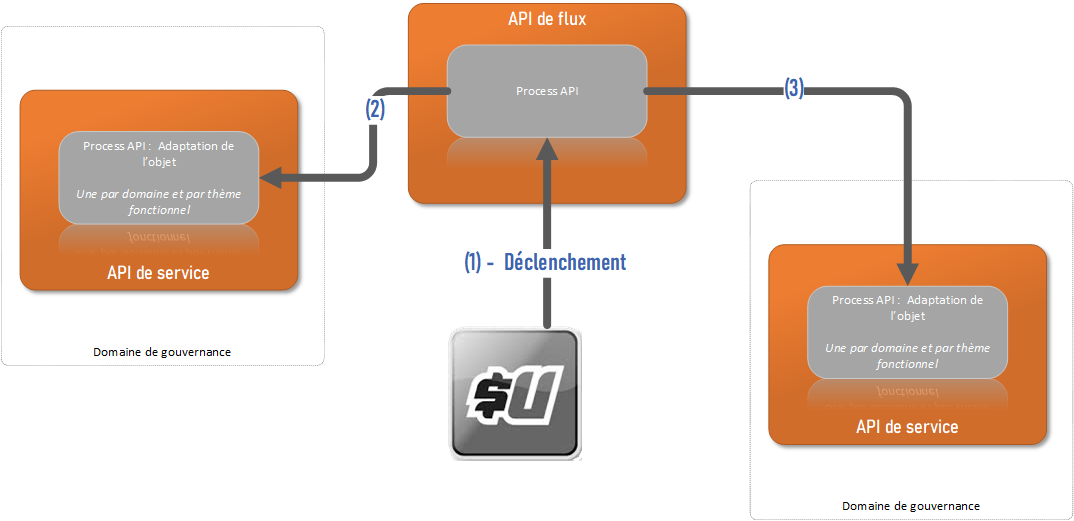 API de flux
Process API
(2)
(3)
Process API : Adaptation de
l'objet
Une par domaine et par thème
fonctionnel
API de service
Domaine de gouvernance
(1) - Déclenchement
$U
Process API : Adaptation de
l'objet
Une par domaine et par thème
fonctionnel
API de service
Domaine de gouvernance